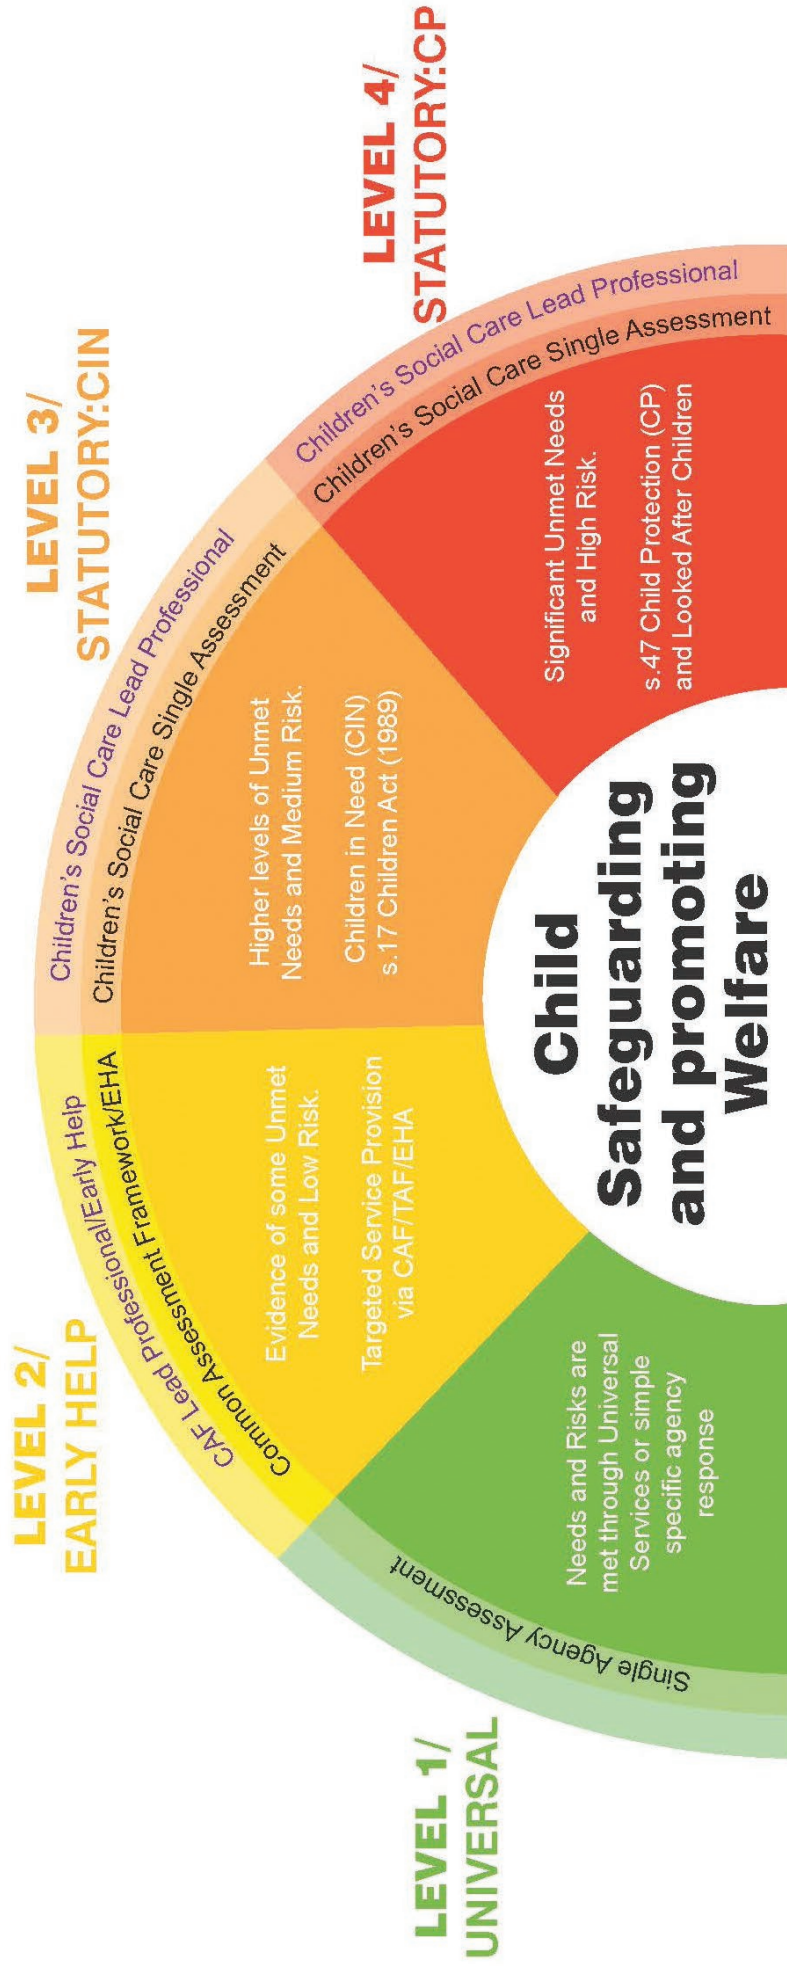 LEVEL 1/
UNIVERSAL
Single Agency Assessment
Needs and Risks are
met through Universal
Services or simple
specific agency
response
LEVEL 2/
EARLY HELP
CAF Lead Professional/Early Help
Common Assessment Framework/EHA
Evidence of some Unmet
Needs and Low Risk.
Targeted Service Provision
via CAF/TAF/EHA
LEVEL 3/
STATUTORY:CIN
Children's Social Care Lead Professional
Children's Social Care Single Assessment
Higher levels of Unmet
Needs and Medium Risk.
Children in Need (CIN)
s.17 Children Act (1989)
LEVEL 4/
STATUTORY:CP
Children's Social Care Lead Professional
Children's Social Care Single Assessment
Significant Unmet Needs
and High Risk.
s.47 Child Protection (CP)
and Looked After Children
Child
Safeguarding
and promoting
Welfare